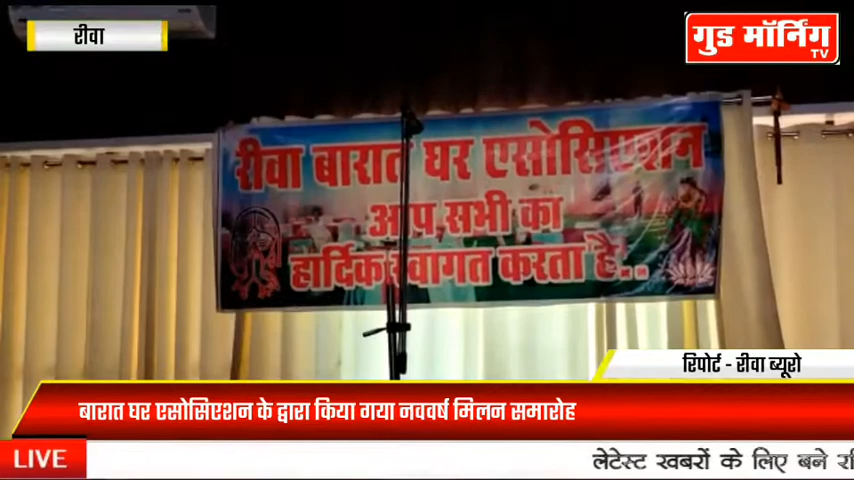 रीवा
गुड मॉर्निंग
TV
रीवा बारात घर एसोसिएशन
आप सभी का
हार्दिक स्वागत करता है..
रिपोर्ट - रीवा ब्यूरो
बारात घर एसोसिएशन के द्वारा किया गया नववर्ष मिलन समारोह
LIVE
लेटेस्ट खबरों के लिए बने